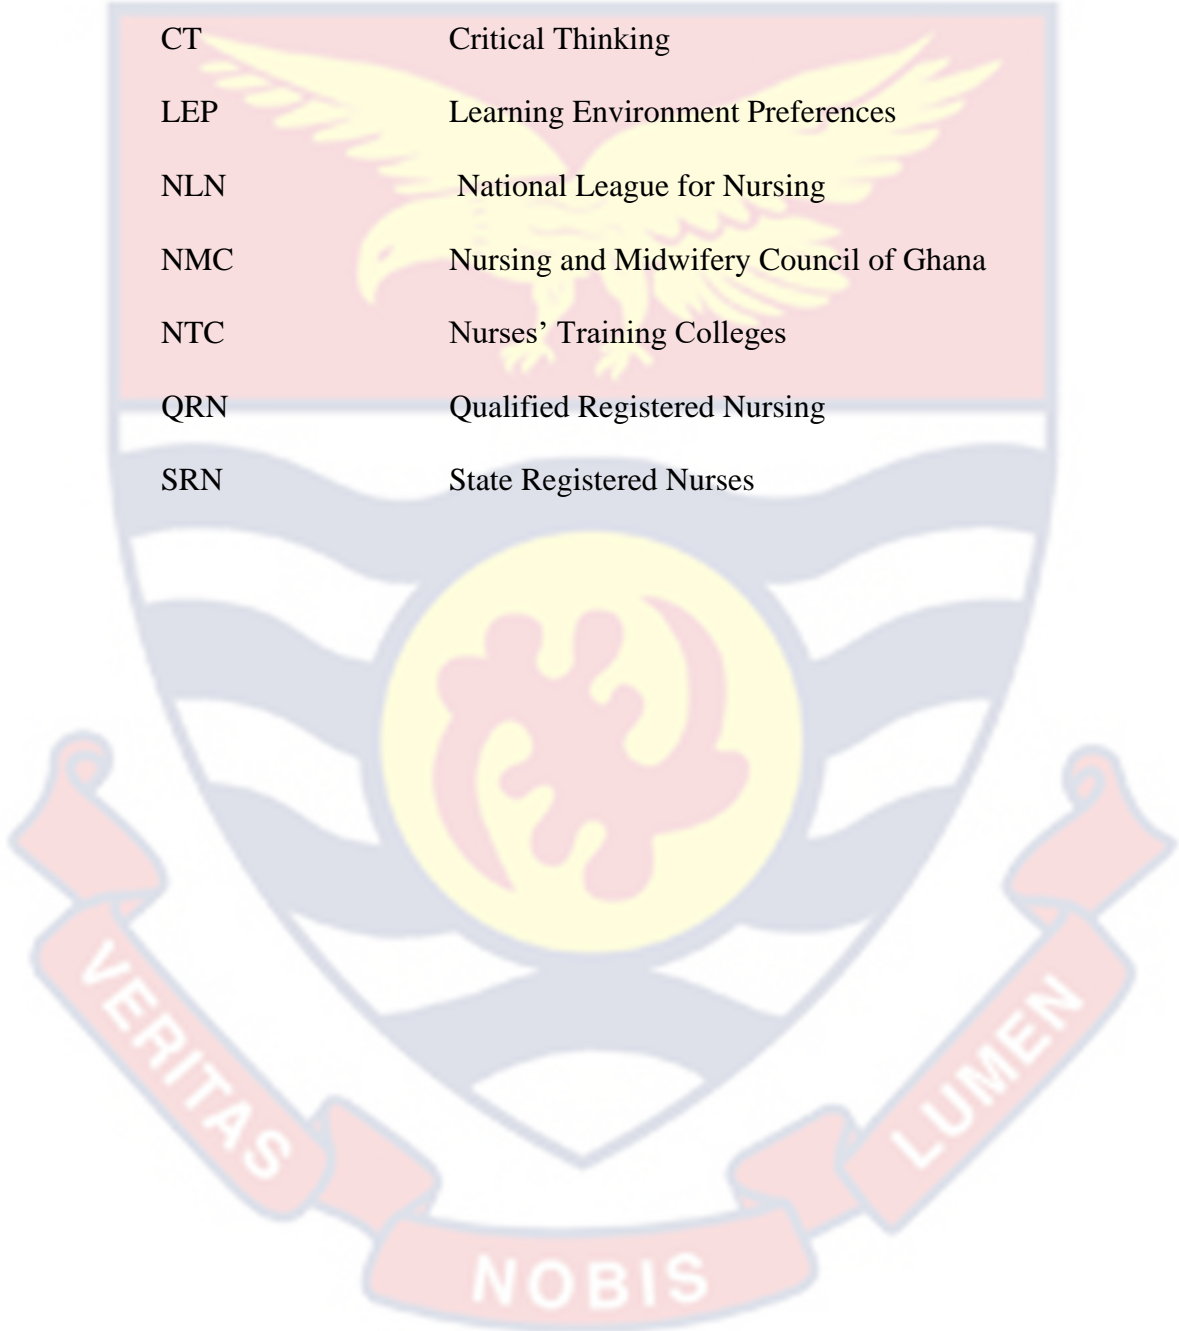 CT Critical Thinking
LEP Learning Environment Preferences
NLN National League for Nursing
NMC Nursing and Midwifery Council of Ghana
NTC Nurses’ Training Colleges
QRN Qualified Registered Nursing
SRN State Registered Nurses
VERITAS
NOBIS
LUMEN